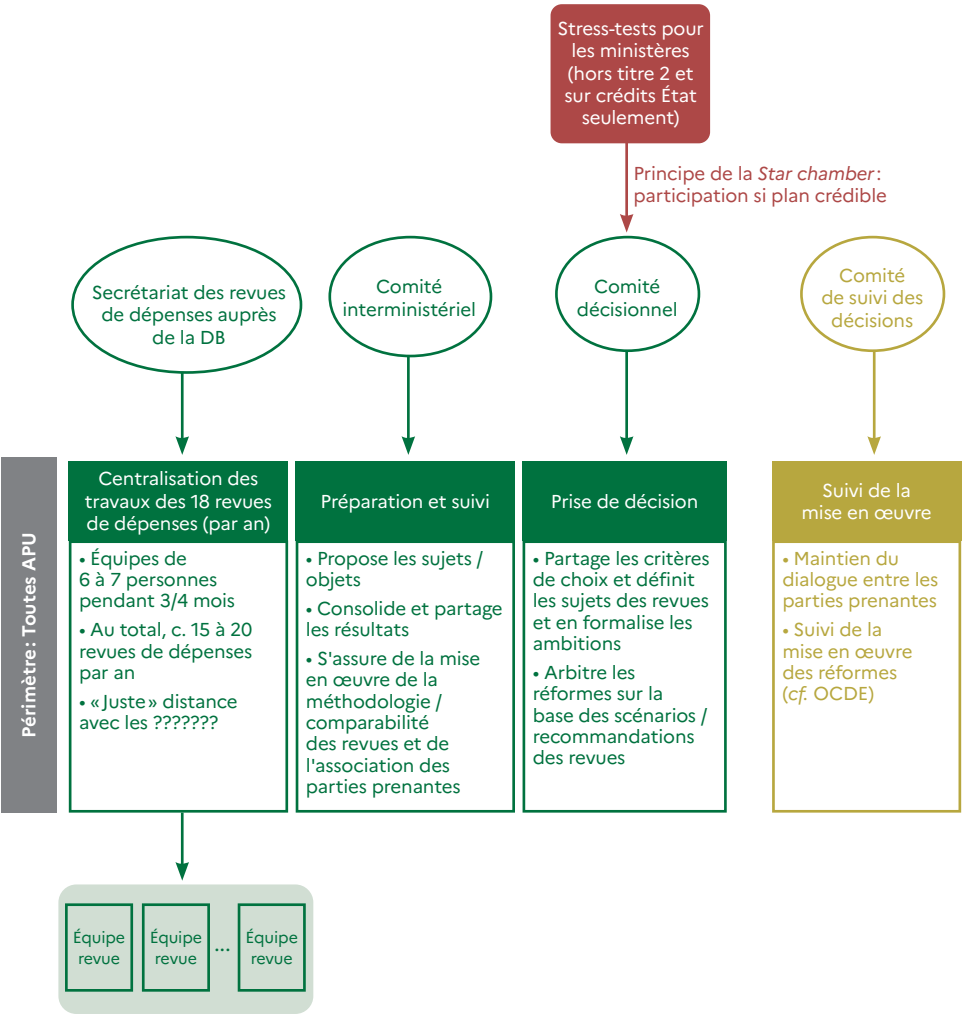 Stress-tests pour
les ministères
(hors titre 2 et
sur crédits État
seulement)
Principe de la Star chamber :
participation si plan crédible
Secrétariat des revues
de dépenses auprès
de la DB
Comité
interministériel
Comité
décisionnel
Comité
de suivi des
décisions
Périmètre : Toutes APU
Centralisation des
travaux des 18 revues
de dépenses (par an)
• Équipes de
6 à 7 personnes
pendant 3/4 mois
• Au total, c. 15 à 20
revues de dépenses
par an
• « Juste » distance
avec les ???????
Préparation et suivi
• Propose les sujets /
objets
• Consolide et partage
les résultats
• S'assure de la mise
en œuvre de la
méthodologie /
comparabilité
des revues et de
l'association des
parties prenantes
Prise de décision
• Partage les critères
de choix et définit
les sujets des revues
et en formalise les
ambitions
• Arbitre les
réformes sur la
base des scénarios /
recommandations
des revues
Suivi de la
mise en œuvre
• Maintien du
dialogue entre les
parties prenantes
• Suivi de la
mise en œuvre
des réformes
(cf. OCDE)
Équipe
revue
Équipe
revue
...
Équipe
revue